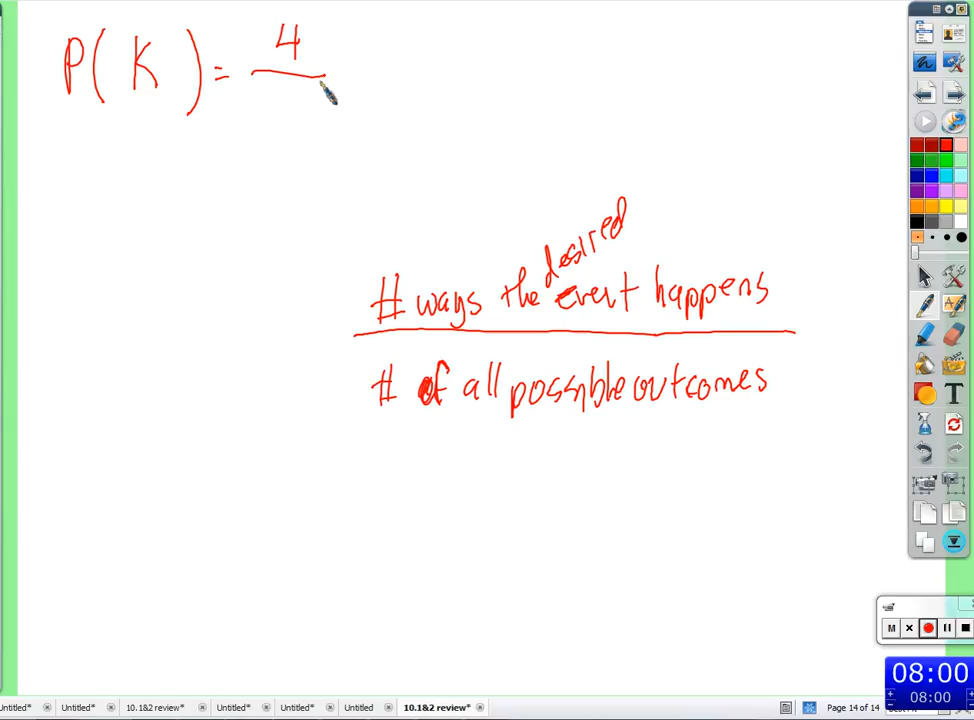 P( K ) = 4
desired
# ways the event happens
# of all possible outcomes
M
08:00
08:00
Untitled*
Untitled*
10.1&2 review*
Untitled*
Untitled*
Untitled
10.1&2 review*
Page 14 of 14